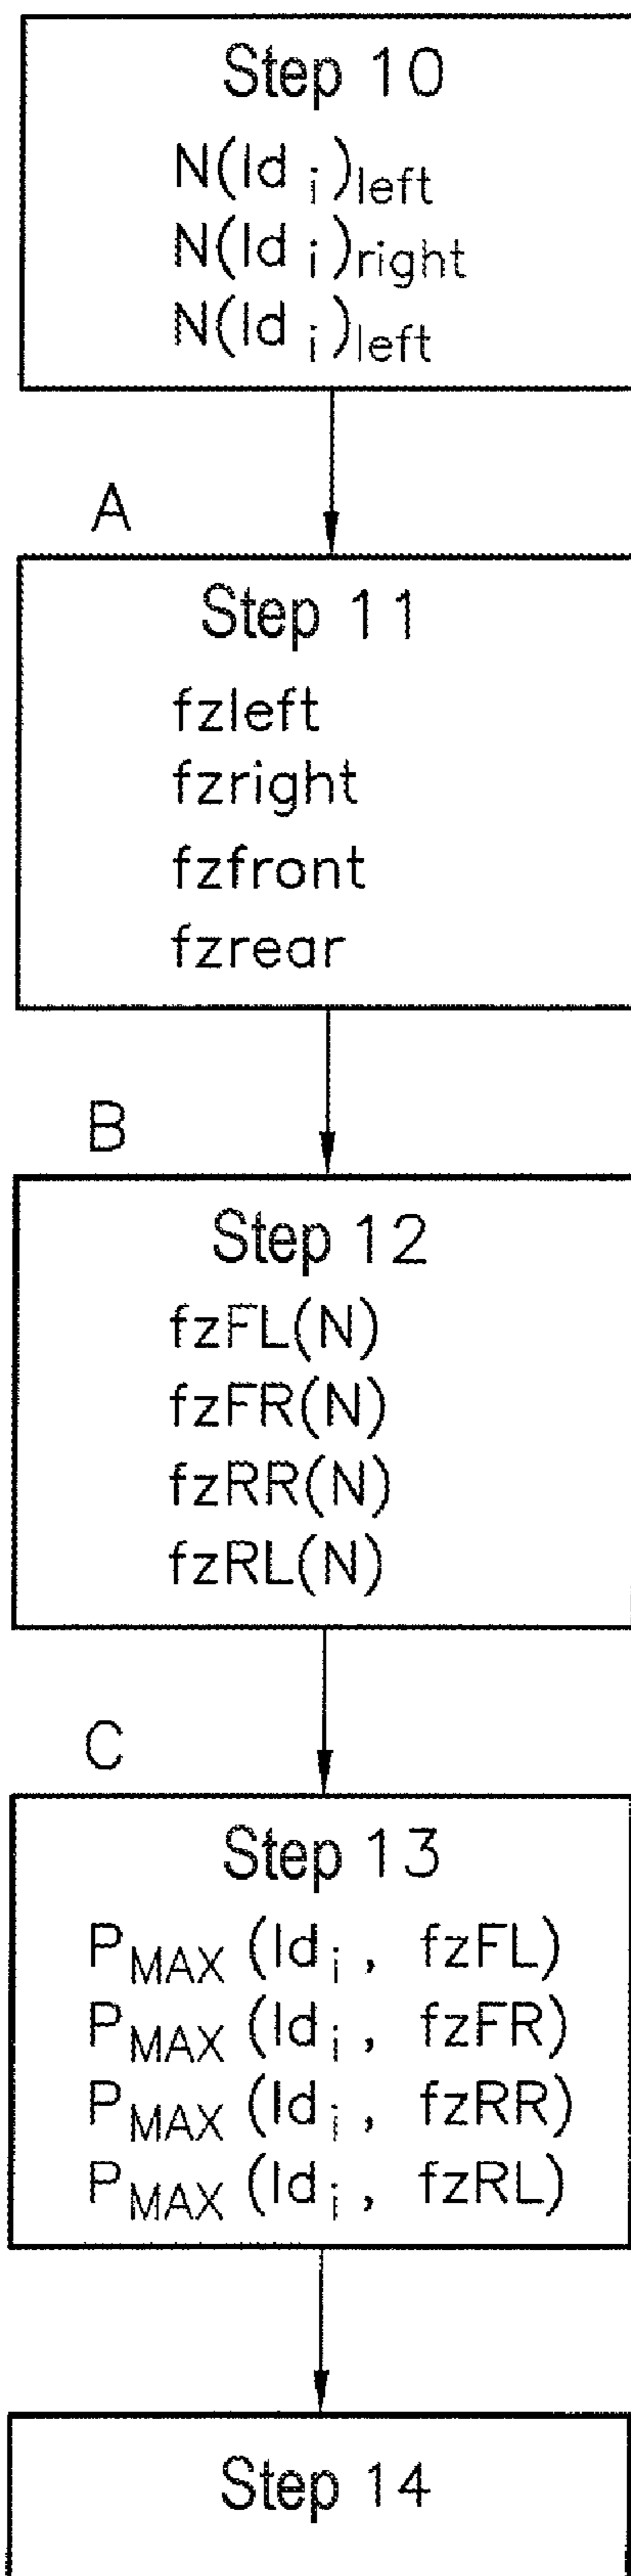 Step 10
N(Id i)left
N(Id i)right
N(Id i)left
A
Step 11
fzleft
fzright
fzfront
fzrear
B
Step 12
fzFL(N)
fzFR(N)
fzRR(N)
fzRL(N)
C
Step 13
PMAX (Id i , fzFL)
PMAX (Id i , fzFR)
PMAX (Id i , fzRR)
PMAX (Id i , fzRL)
Step 14